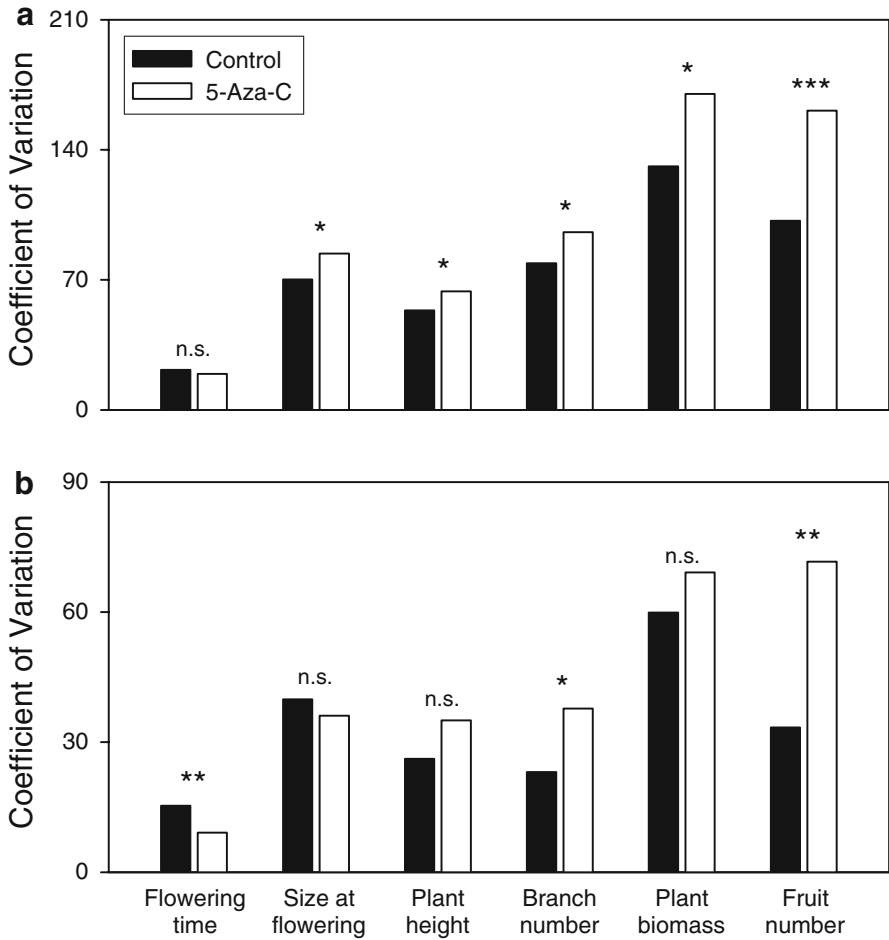 a
210
140
70
0
Coefficient of Variation
Control
5-Aza-C
n.s.
*
*
*
*
***
b
90
60
30
0
Coefficient of Variation
**
n.s.
n.s.
*
n.s.
**
Flowering time
Size at flowering
Plant height
Branch number
Plant biomass
Fruit number